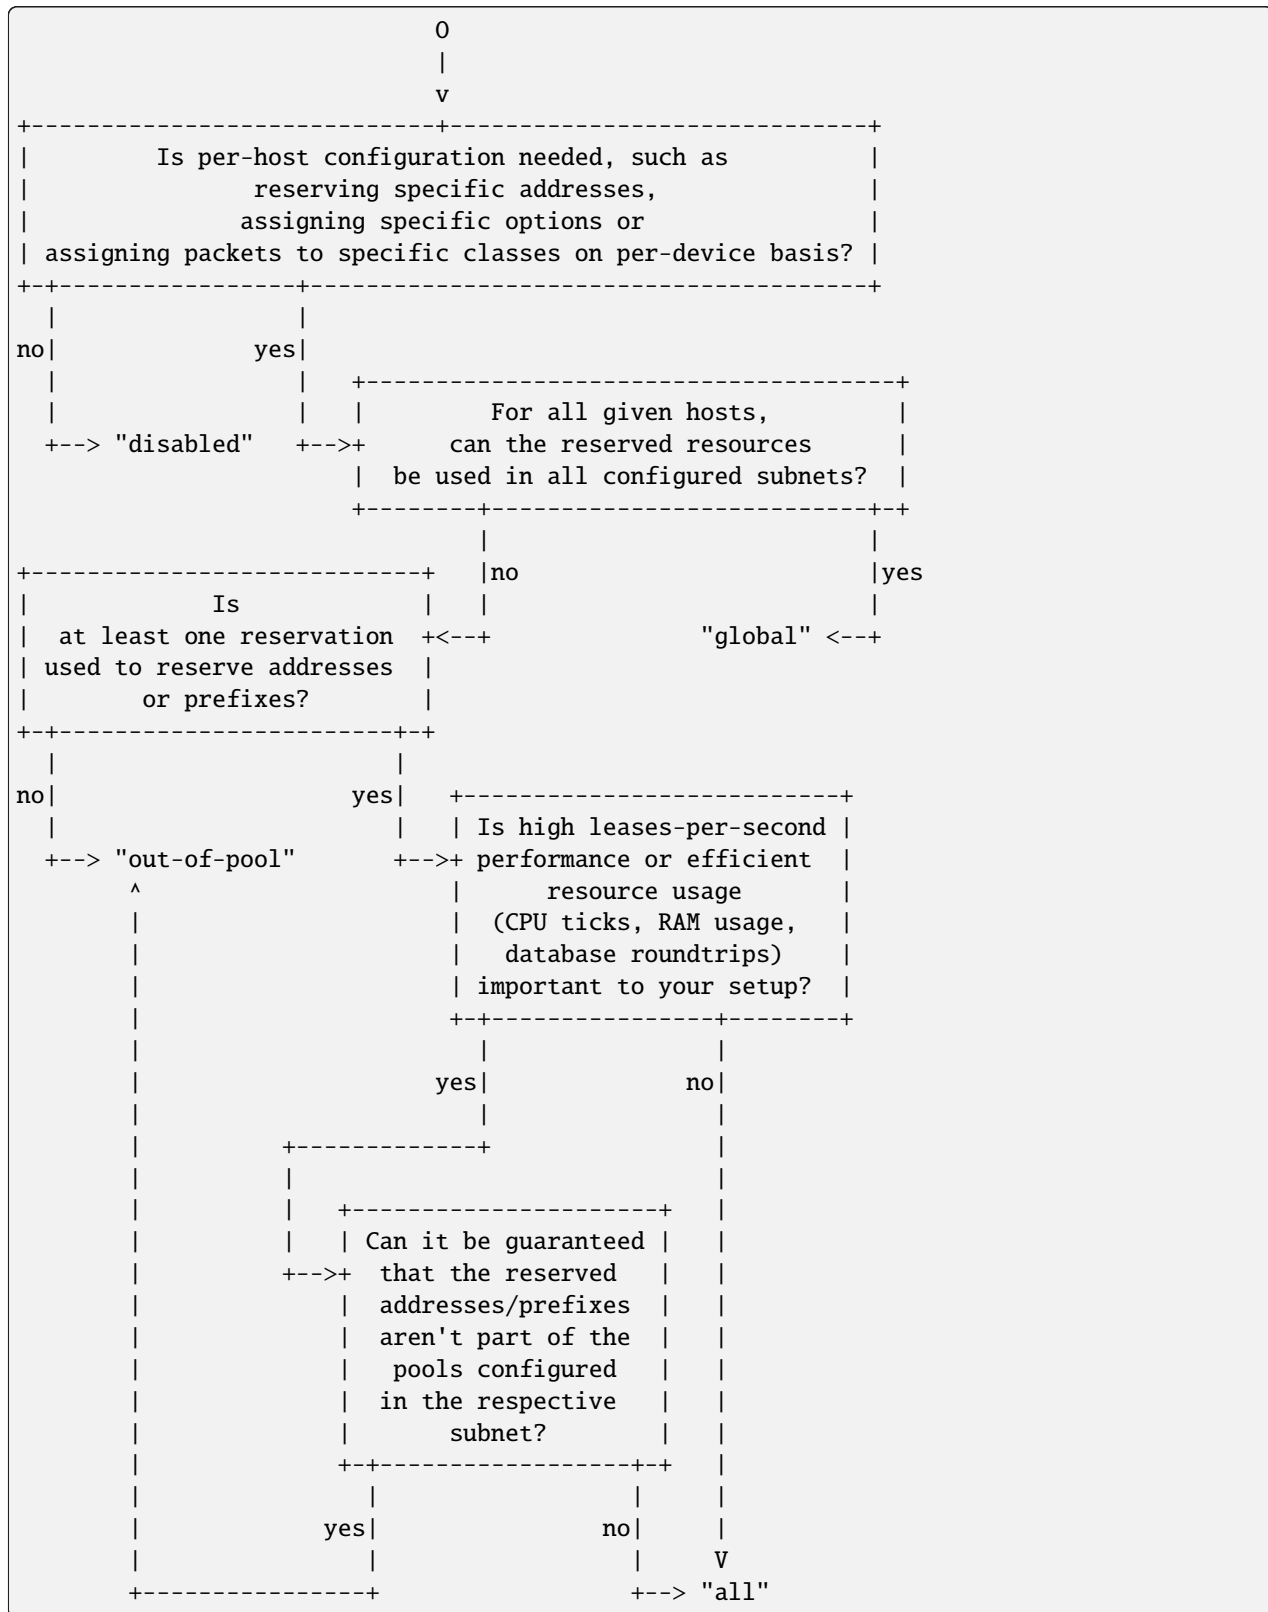 O
                              |
                              v
+-----------------------------+------------------------------+
|         Is per-host configuration needed, such as          |
|                reserving specific addresses,               |
|               assigning specific options or                |
| assigning packets to specific classes on per-device basis? |
+-+-----------------+----------------------------------------+
  |                 |
no|              yes|
  |                 |   +--------------------------------------+
  |                 |   |         For all given hosts,         |
  +--> "disabled"   +-->+      can the reserved resources      |
                        |  be used in all configured subnets?  |
                        +--------+---------------------------+-+
                                 |                           |
+----------------------------+   |no                         |yes
|             Is             |   |                           |
|  at least one reservation  +<--+               "global" <--+
| used to reserve addresses  |
|        or prefixes?        |
+-+------------------------+-+
  |                        |
no|                     yes|   +---------------------------+
  |                        |   | Is high leases-per-second |
  +--> "out-of-pool"       +-->+ performance or efficient  |
        ^                      |      resource usage       |
        |                      |  (CPU ticks, RAM usage,   |
        |                      |   database roundtrips)    |
        |                      | important to your setup?  |
        |                      +-+----------------+--------+
        |                        |                |
        |                     yes|              no|
        |                        |                |
        |          +-------------+                |
        |          |                              |
        |          |   +----------------------+   |
        |          |   | Can it be guaranteed |   |
        |          +-->+  that the reserved   |   |
        |              |  addresses/prefixes  |   |
        |              |  aren't part of the  |   |
        |              |   pools configured   |   |
        |              |  in the respective   |   |
        |              |       subnet?        |   |
        |              +-+------------------+-+   |
        |                |                  |     |
        |             yes|                no|     |
        |                |                  |     V
        +----------------+                  +--> "all"